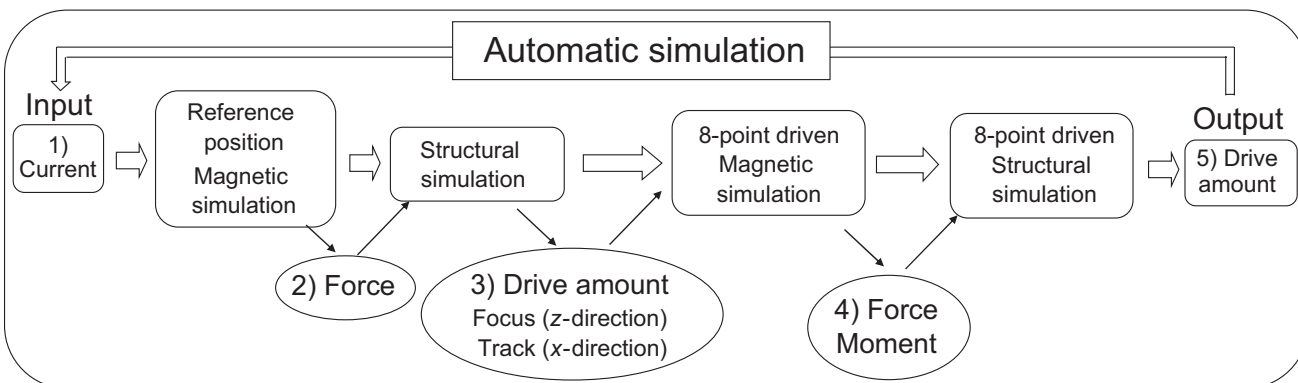 Automatic simulation
Input
1)
Current
Reference
position
Magnetic
simulation
2) Force
Structural
simulation
3) Drive amount
Focus (z-direction)
Track (x-direction)
8-point driven
Magnetic
simulation
4) Force
Moment
8-point driven
Structural
simulation
Output
5) Drive
amount